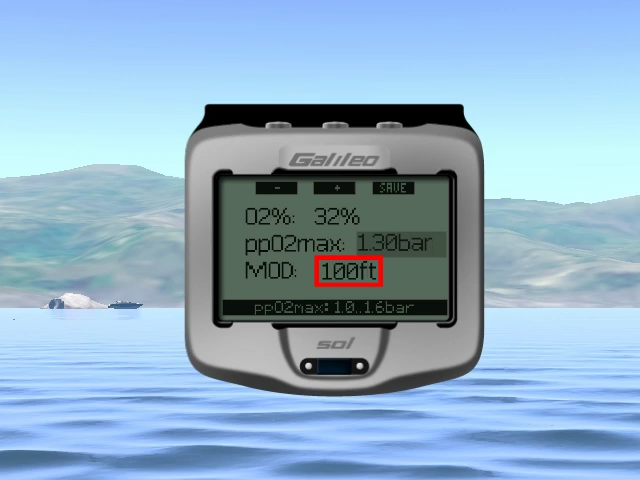 Galileo
- + SAVE
O2%: 32%
ppO2max: 1.30bar
MOD: 100ft
ppO2max: 1.0..1.6bar
sol